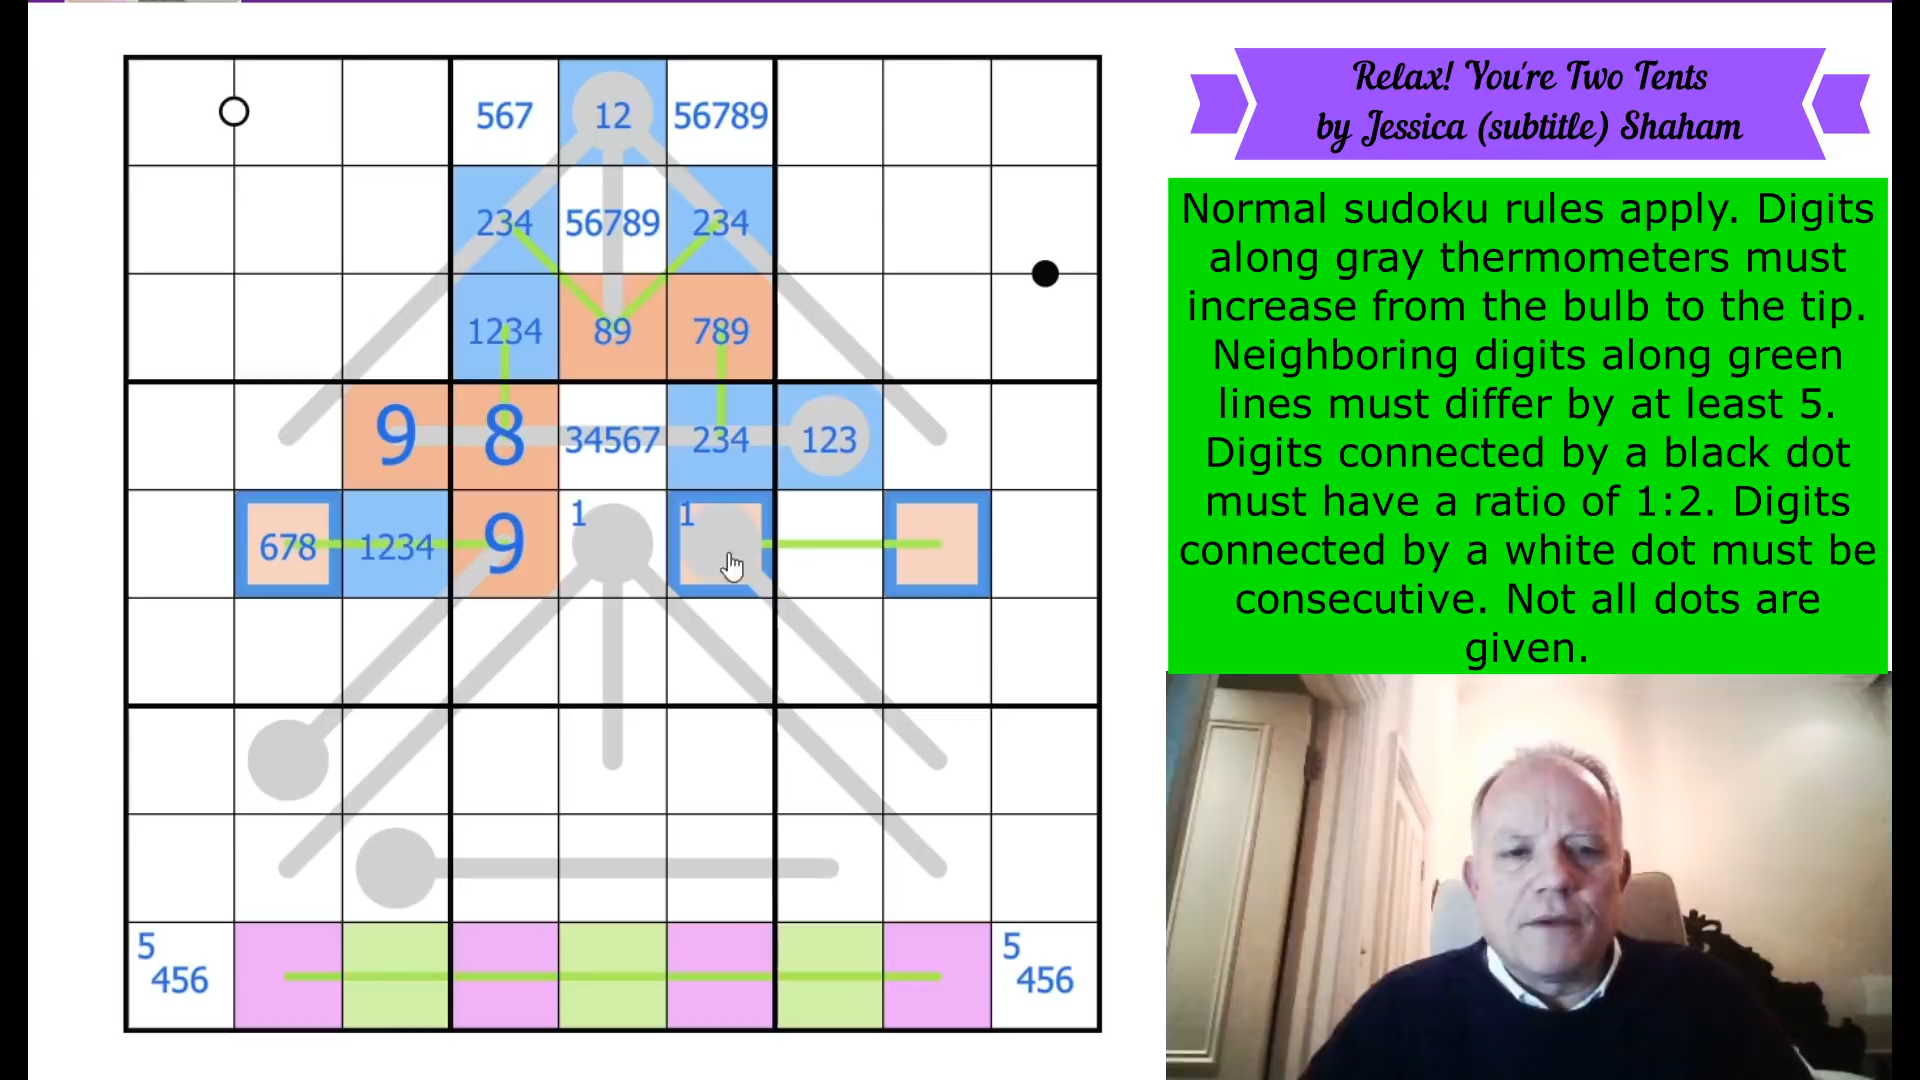 Relax! You're Two Tents
by Jessica (subtitle) Shaham
Normal sudoku rules apply. Digits
along gray thermometers must
increase from the bulb to the tip.
Neighboring digits along green
lines must differ by at least 5.
Digits connected by a black dot
must have a ratio of 1:2. Digits
connected by a white dot must be
consecutive. Not all dots are
given.
567 12 56789
234 56789 234
1234 89 789
9 8 34567 234 123
678 1234 9 1 1
5 456 5 456